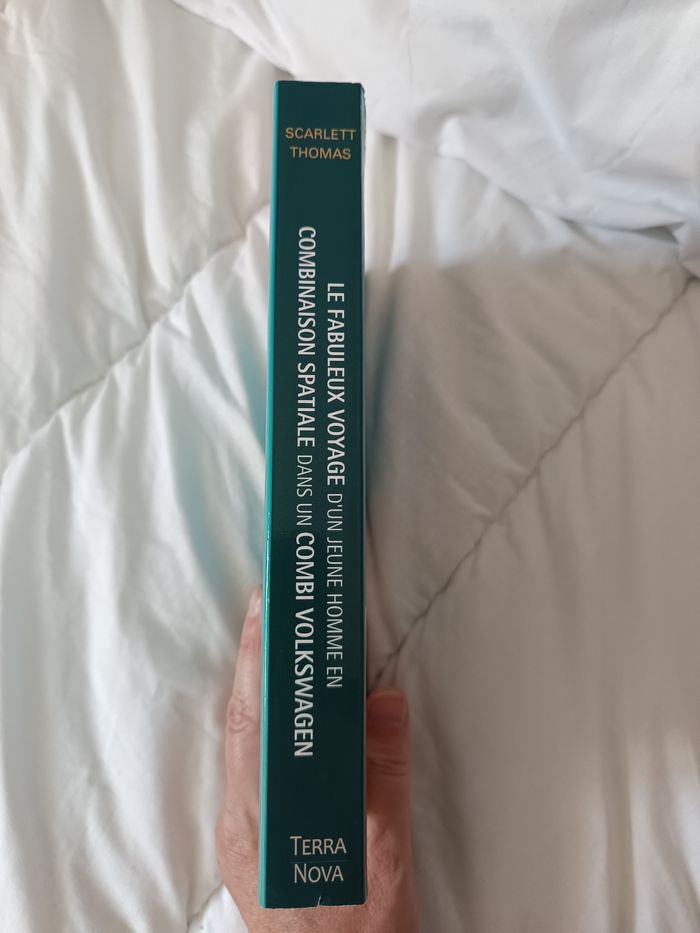 SCARLETT
THOMAS
LE FABULEUX VOYAGE D'UN JEUNE HOMME EN
COMBINAISON SPATIALE DANS UN COMBI VOLKSWAGEN
TERRA
NOVA